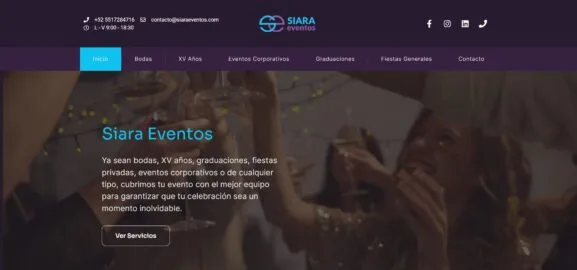 +52 5517284716 contacto@siaraeventos.com
L - V 9:00 - 18:30
SIARA
eventos
Inicio Bodas XV Años Eventos Corporativos Graduaciones Fiestas Generales Contacto
Siara Eventos
Ya sean bodas, XV años, graduaciones, fiestas
privadas, eventos corporativos o de cualquier
tipo, cubrimos tu evento con el mejor equipo
para garantizar que tu celebración sea un
momento inolvidable.
Ver Servicios